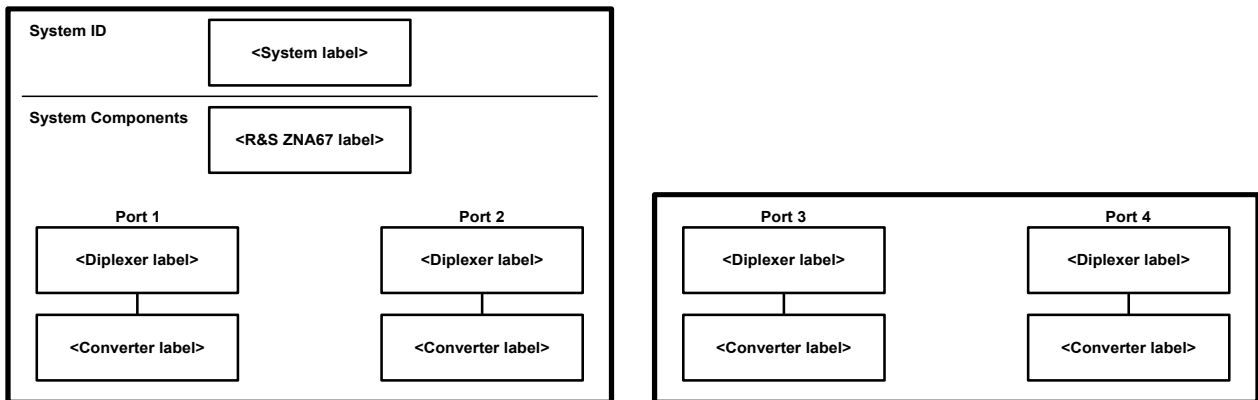 System ID
<System label>
System Components
<R&S ZNA67 label>
Port 1
Port 2
Port 3
Port 4
<Diplexer label>
<Diplexer label>
<Diplexer label>
<Diplexer label>
<Converter label>
<Converter label>
<Converter label>
<Converter label>